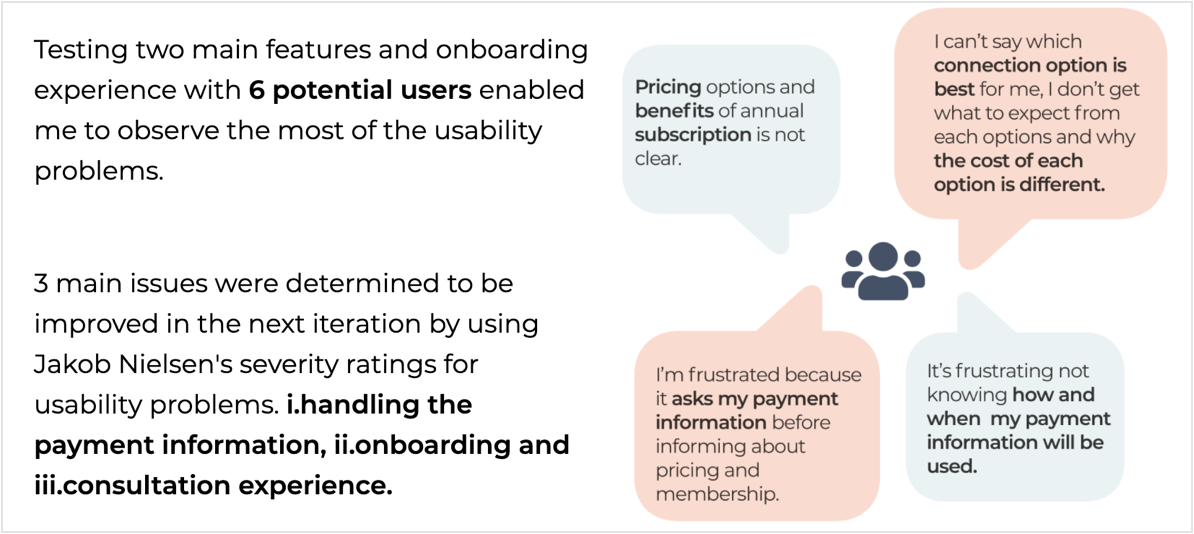 Testing two main features and onboarding
experience with 6 potential users enabled
me to observe the most of the usability
problems.
3 main issues were determined to be
improved in the next iteration by using
Jakob Nielsen's severity ratings for
usability problems. i.handling the
payment information, ii.onboarding and
iii.consultation experience.
Pricing options and
benefits of annual
subscription is not
clear.
I can't say which
connection option is
best for me, I don't get
what to expect from
each options and why
the cost of each
option is different.
I'm frustrated because
it asks my payment
information before
informing about
pricing and
membership.
It's frustrating not
knowing how and
when my payment
information will be
used.